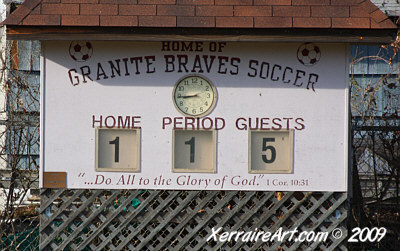 HOME OF
GRANITE BRAVES SOCCER
HOME PERIOD GUESTS
1 1 5
"...Do All to the Glory of God." 1 Cor. 10:31
XerraireArt.com © 2009